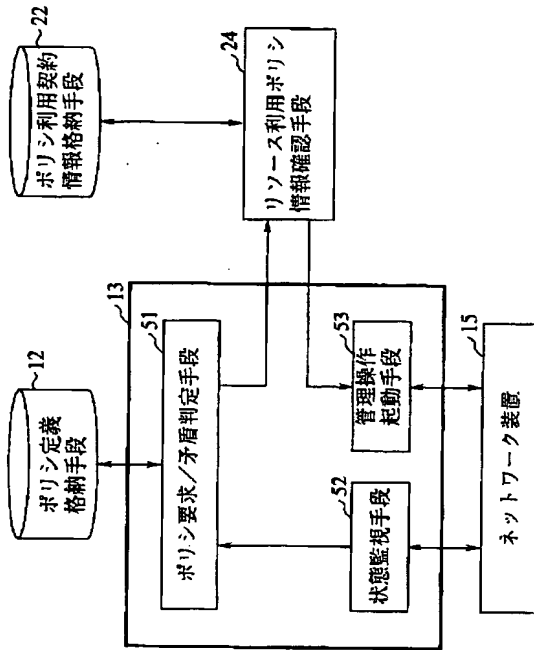 12
ポリシ定義
格納手段
22
ポリシ利用契約
情報格納手段
13
51
ポリシ要求/矛盾判定手段
24
リソース利用ポリシ
情報確認手段
52
状態監視手段
53
管理操作
起動手段
15
ネットワーク装置